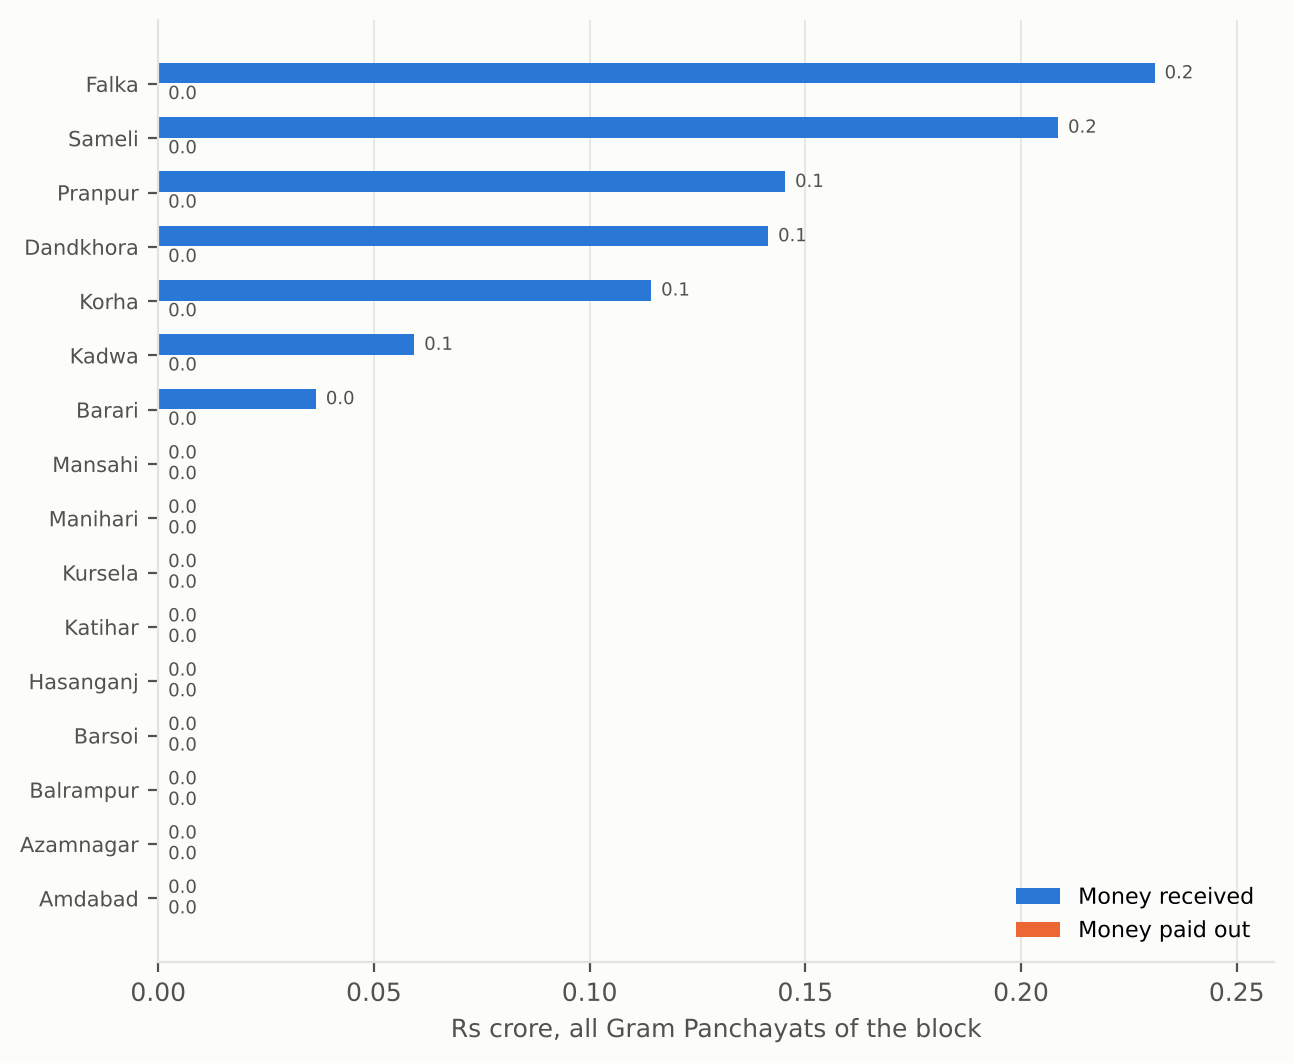 Falka 0.2
0.0
Sameli 0.2
0.0
Pranpur 0.1
0.0
Dandkhora 0.1
0.0
Korha 0.1
0.0
Kadwa 0.1
0.0
Barari 0.0
0.0
Mansahi 0.0
0.0
Manihari 0.0
0.0
Kursela 0.0
0.0
Katihar 0.0
0.0
Hasanganj 0.0
0.0
Barsoi 0.0
0.0
Balrampur 0.0
0.0
Azamnagar 0.0
0.0
Amdabad 0.0
0.0
Money received
Money paid out
0.00 0.05 0.10 0.15 0.20 0.25
Rs crore, all Gram Panchayats of the block